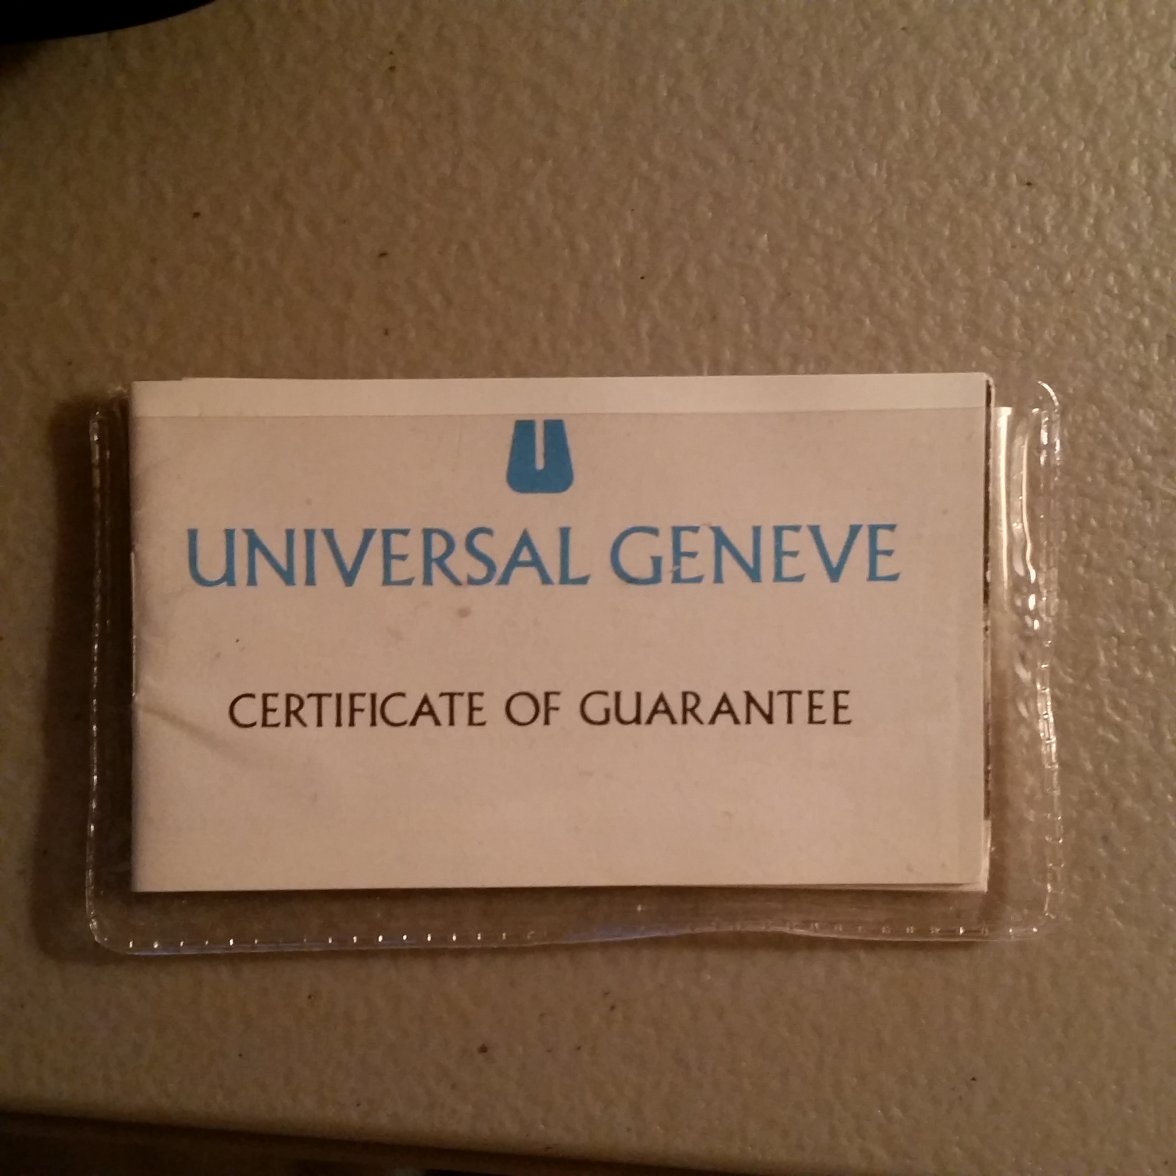 U
UNIVERSAL GENEVE
CERTIFICATE OF GUARANTEE